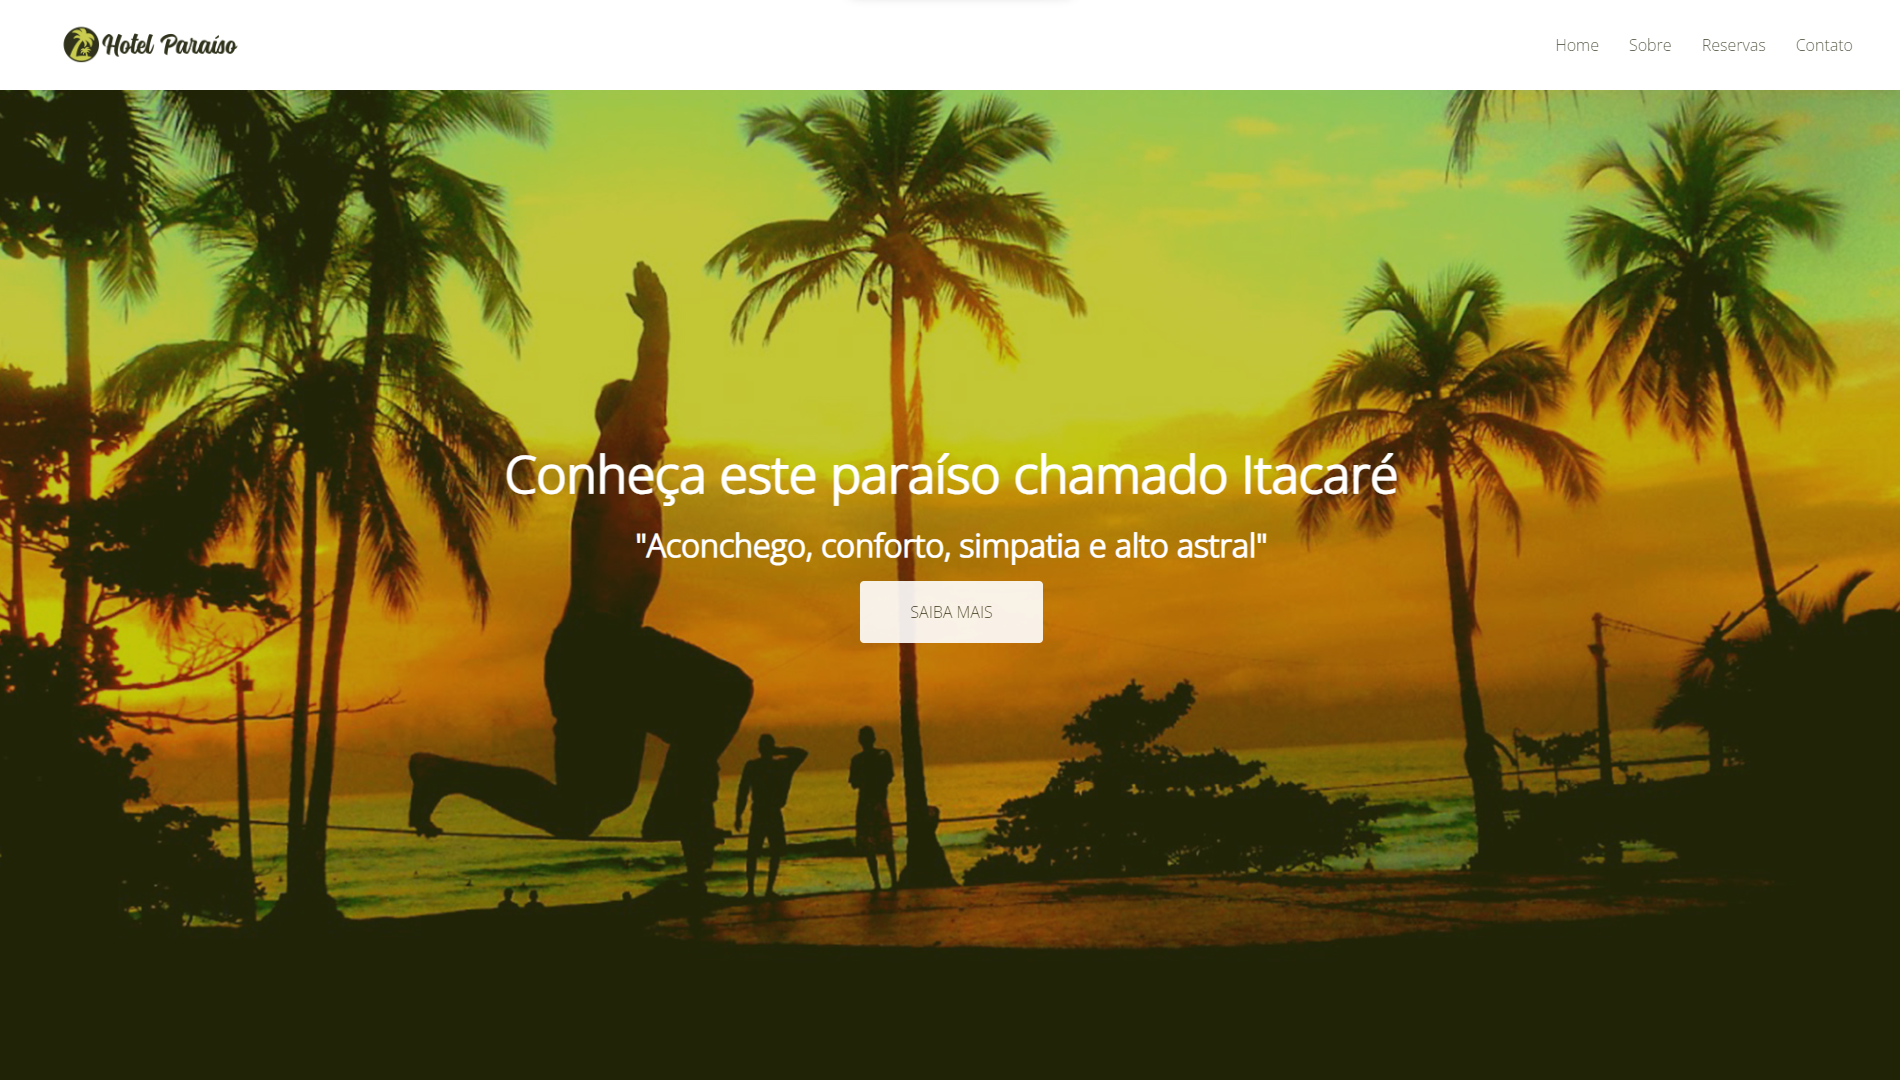 Hotel Paraíso
Home Sobre Reservas Contato
Conheça este paraíso chamado Itacaré
"Aconchego, conforto, simpatia e alto astral"
SAIBA MAIS